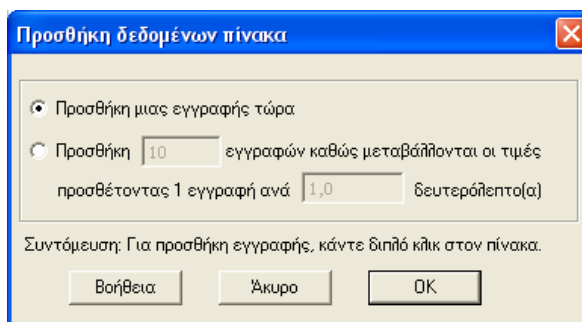 Προσθήκη δεδομένων πίνακα
Προσθήκη μιας εγγραφής τώρα
Προσθήκη 10 εγγραφών καθώς μεταβάλλονται οι τιμές
προσθέτοντας 1 εγγραφή ανά 1,0 δευτερόλεπτο(α)
Συντόμευση: Για προσθήκη εγγραφής, κάντε διπλό κλικ στον πίνακα.
Βοήθεια Άκυρο OK